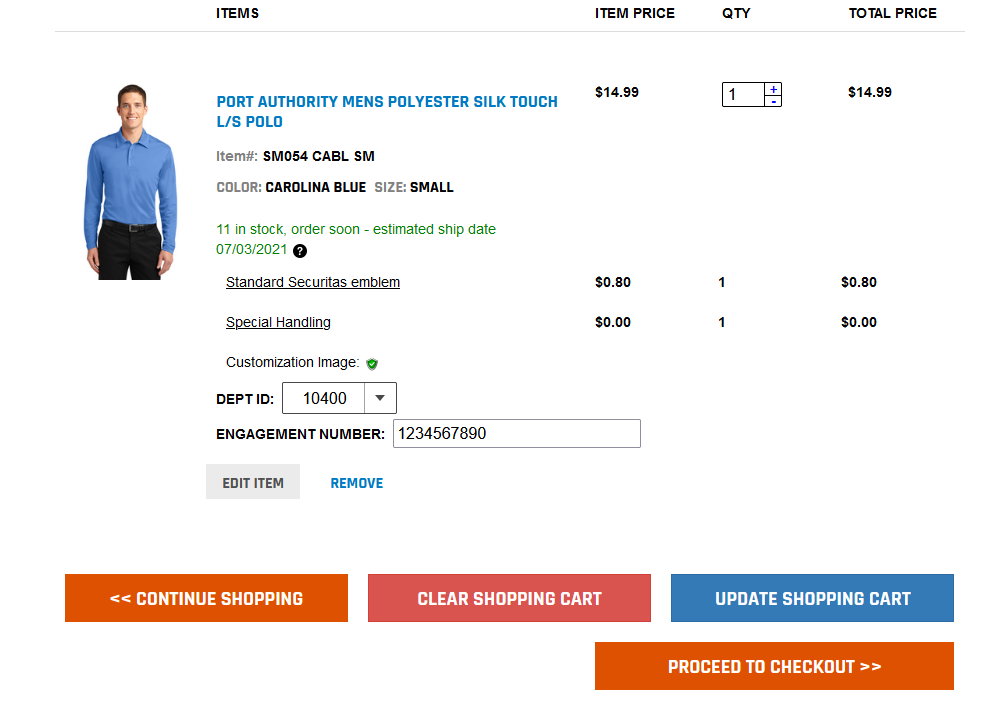 ITEMS ITEM PRICE QTY TOTAL PRICE
PORT AUTHORITY MENS POLYESTER SILK TOUCH $14.99 1 + - $14.99
L/S POLO
Item#: SM054 CABL SM
COLOR: CAROLINA BLUE SIZE: SMALL
11 in stock, order soon - estimated ship date
07/03/2021 ?
Standard Securitas emblem $0.80 1 $0.80
Special Handling $0.00 1 $0.00
Customization Image:
DEPT ID: 10400
ENGAGEMENT NUMBER: 1234567890
EDIT ITEM REMOVE
<< CONTINUE SHOPPING CLEAR SHOPPING CART UPDATE SHOPPING CART
PROCEED TO CHECKOUT >>